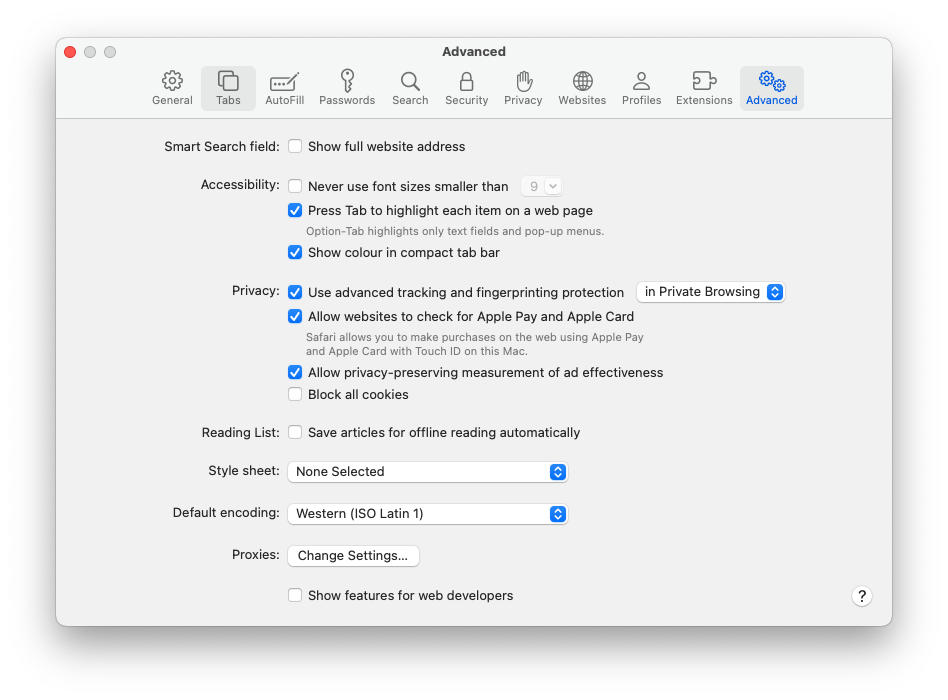 Advanced
General Tabs AutoFill Passwords Search Security Privacy Websites Profiles Extensions Advanced
Smart Search field: Show full website address
Accessibility: Never use font sizes smaller than 9
Press Tab to highlight each item on a web page
Option-Tab highlights only text fields and pop-up menus.
Show colour in compact tab bar
Privacy: Use advanced tracking and fingerprinting protection in Private Browsing
Allow websites to check for Apple Pay and Apple Card
Safari allows you to make purchases on the web using Apple Pay
and Apple Card with Touch ID on this Mac.
Allow privacy-preserving measurement of ad effectiveness
Block all cookies
Reading List: Save articles for offline reading automatically
Style sheet: None Selected
Default encoding: Western (ISO Latin 1)
Proxies: Change Settings...
Show features for web developers
?